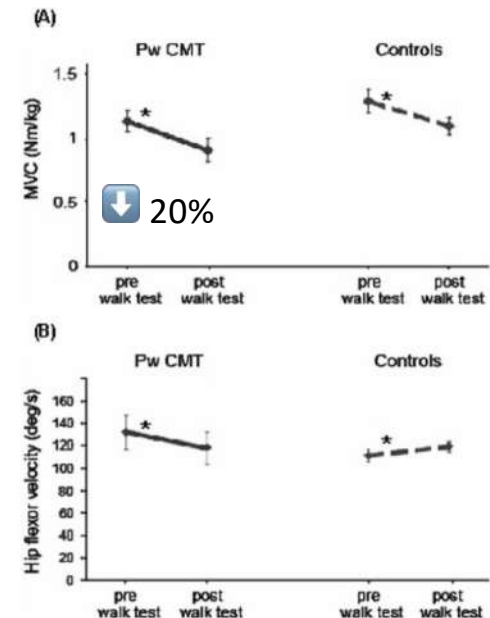 (A)
Pw CMT Controls
MVC (Nm/kg)
1.5
1
0.5
0
⬇ 20%
pre post pre post
walk test walk test walk test walk test
(B)
Pw CMT Controls
Hip flexor velocity (deg/s)
160
140
120
100
80
60
40
20
0
pre post pre post
walk test walk test walk test walk test